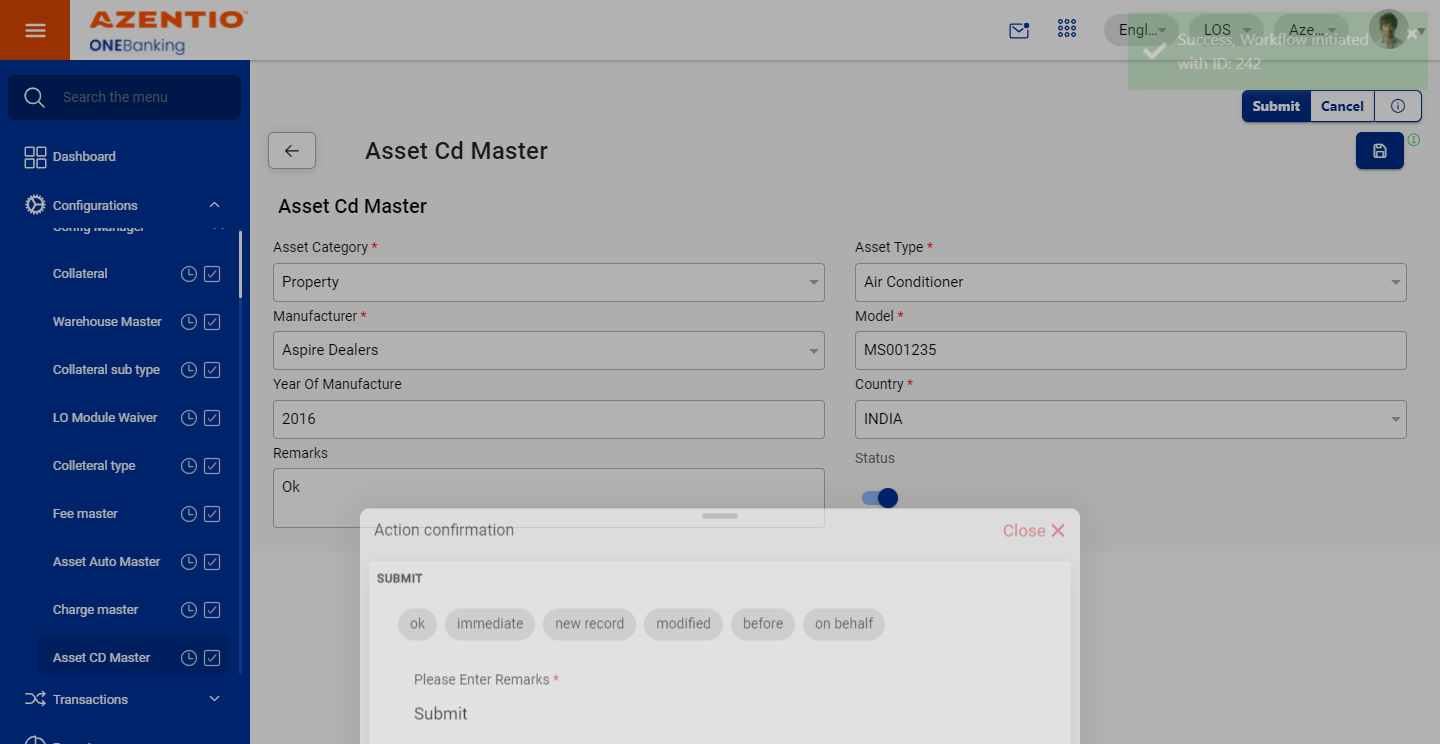 AZENTIO™
ONEBanking
Engl...
LOS
Aze...
Success, Workflow initiated
with ID: 242
Search the menu
Submit
Cancel
Dashboard
Asset Cd Master
Configurations
Asset Cd Master
Config Manager
Asset Category *
Asset Type *
Collateral
Property
Air Conditioner
Manufacturer *
Model *
Warehouse Master
Aspire Dealers
MS001235
Collateral sub type
Year Of Manufacture
Country *
LO Module Waiver
2016
INDIA
Remarks
Status
Colleteral type
Ok
Fee master
Action confirmation
Close
Asset Auto Master
SUBMIT
Charge master
ok
immediate
new record
modified
before
on behalf
Asset CD Master
Please Enter Remarks *
Transactions
Submit